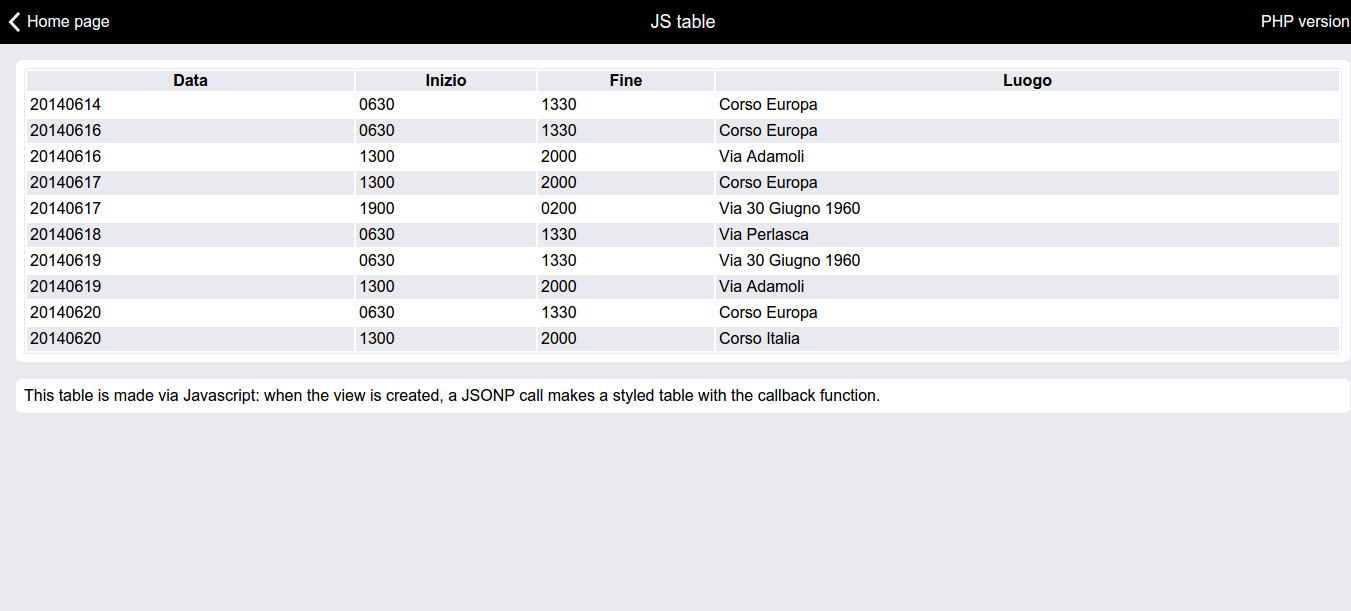 Home page JS table PHP version
Data Inizio Fine Luogo
20140614 0630 1330 Corso Europa
20140616 0630 1330 Corso Europa
20140616 1300 2000 Via Adamoli
20140617 1300 2000 Corso Europa
20140617 1900 0200 Via 30 Giugno 1960
20140618 0630 1330 Via Perlasca
20140619 0630 1330 Via 30 Giugno 1960
20140619 1300 2000 Via Adamoli
20140620 0630 1330 Corso Europa
20140620 1300 2000 Corso Italia
This table is made via Javascript: when the view is created, a JSONP call makes a styled table with the callback function.